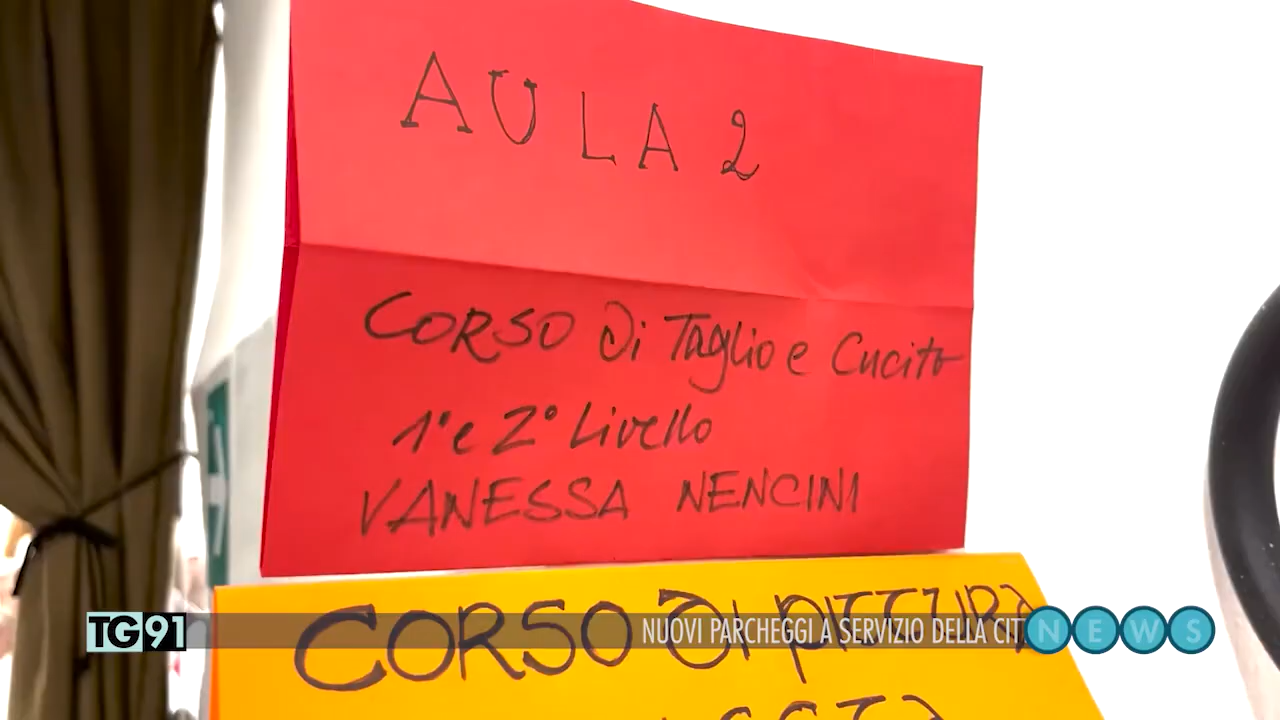 AULA 2
CORSO Di Taglio e Cucito
1° e 2° Livello
VANESSA NENCINI
CORSO Di PITTURA
TG91
NUOVI PARCHEGGI A SERVIZIO DELLA CIT
NEWS